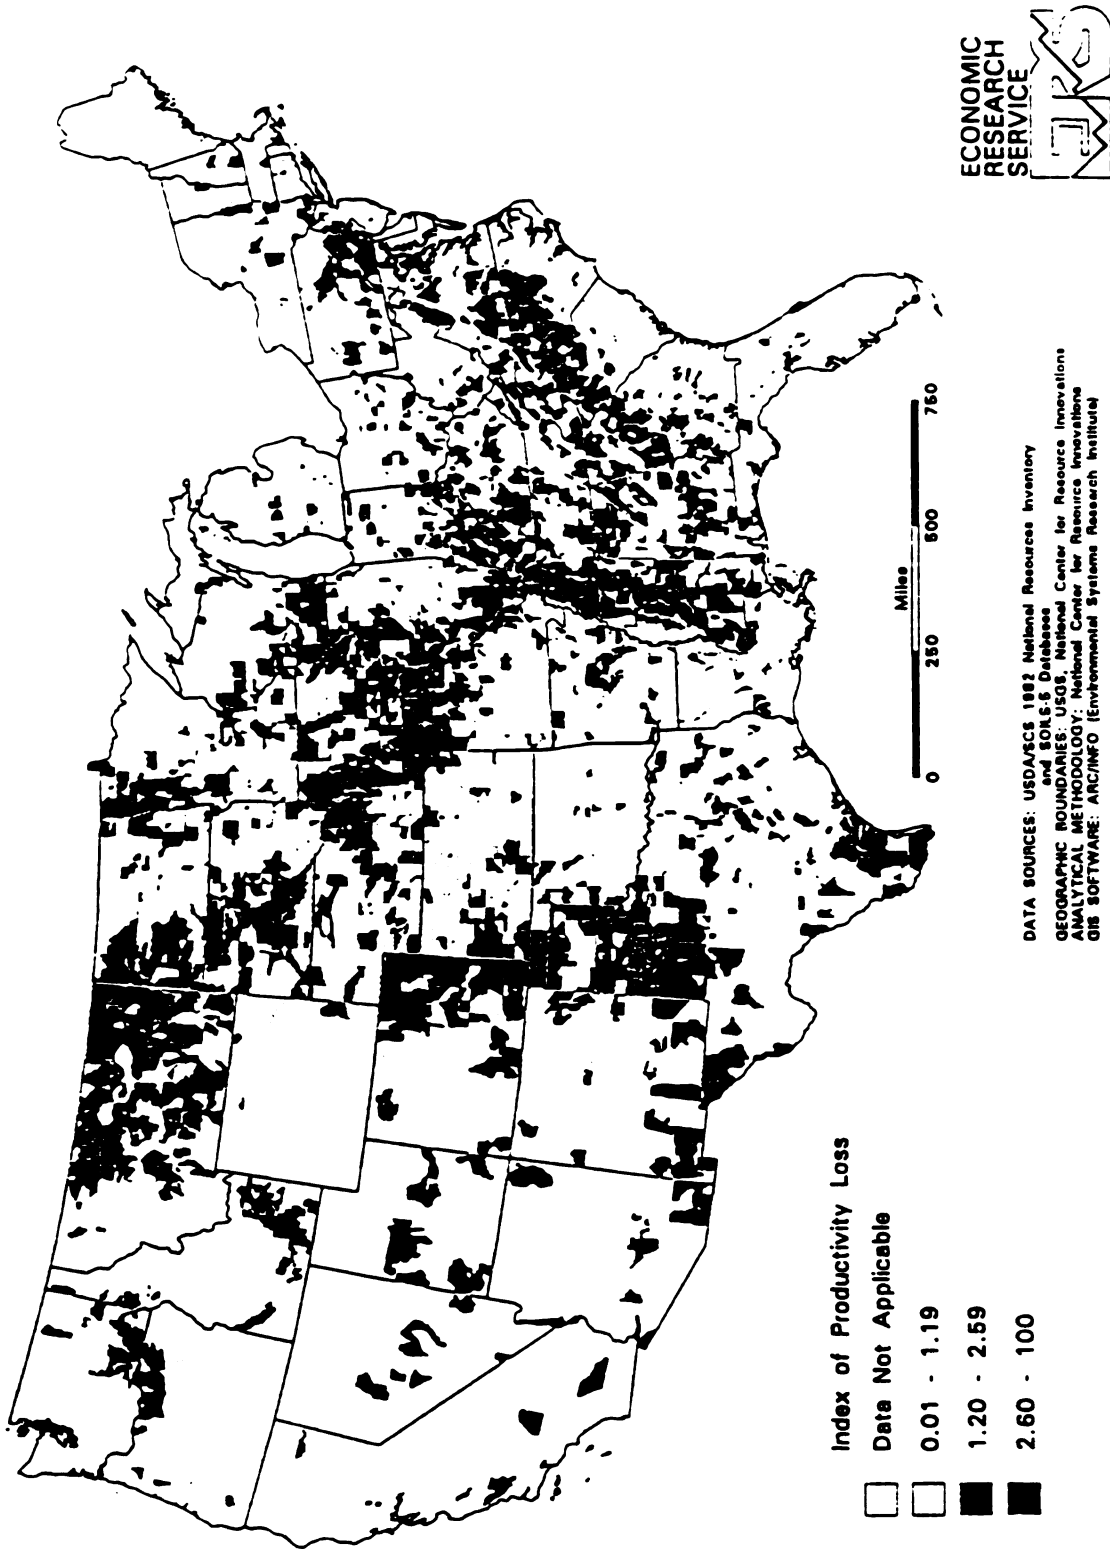 ECONOMIC
RESEARCH
SERVICE
ERS
Index of Productivity Loss
Data Not Applicable
0.01 - 1.19
1.20 - 2.59
2.60 - 100
Miles
0 250 500 750
DATA SOURCES: USDA/SCS 1982 National Resources Inventory
and SOILS-5 Databases
GEOGRAPHIC BOUNDARIES: USGS, National Center for Resource Innovations
ANALYTICAL METHODOLOGY: National Center for Resource Innovations
GIS SOFTWARE: ARC/INFO (Environmental Systems Research Institute)